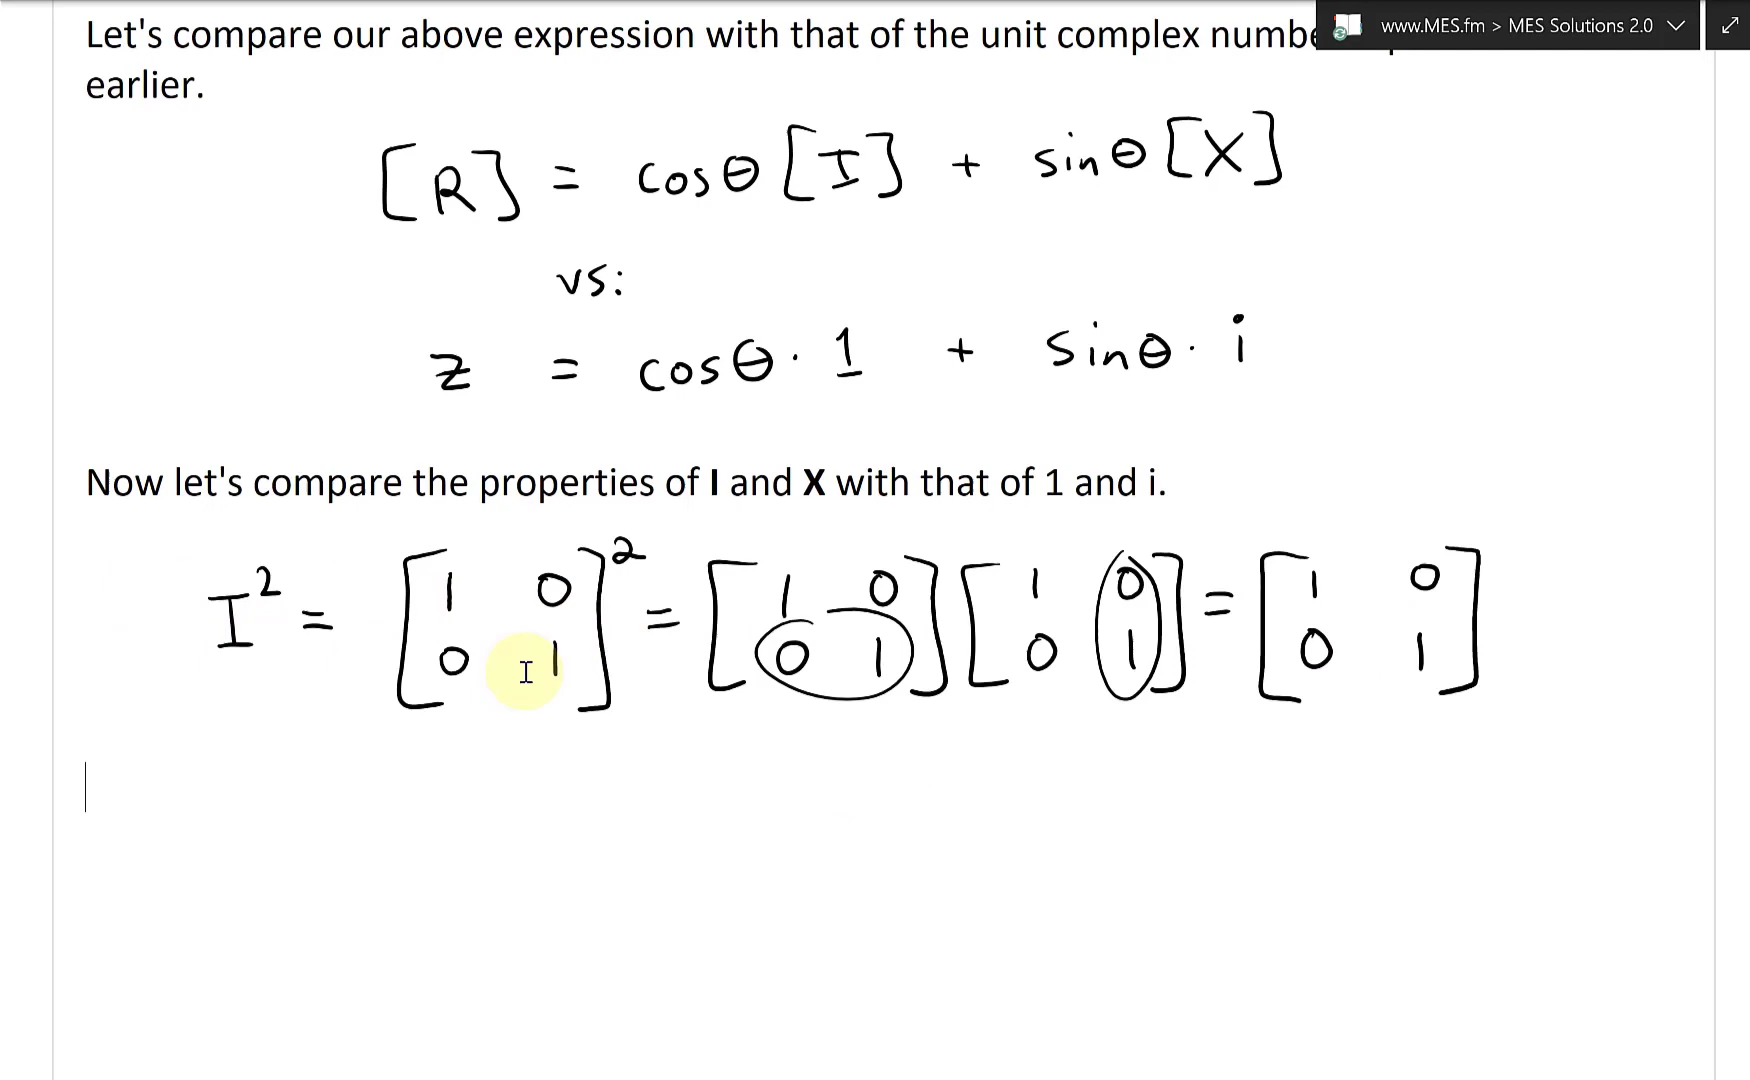 Let's compare our above expression with that of the unit complex
www.MES.fm > MES Solutions 2.0
earlier.
[R] = cosθ [I] + sinθ [X]
vs:
z = cosθ · 1 + sinθ · i
Now let's compare the properties of I and X with that of 1 and i.
I² = [1 0]² = [1 0] [1 0] = [1 0]
[0 1] [0 1] [0 1] [0 1]